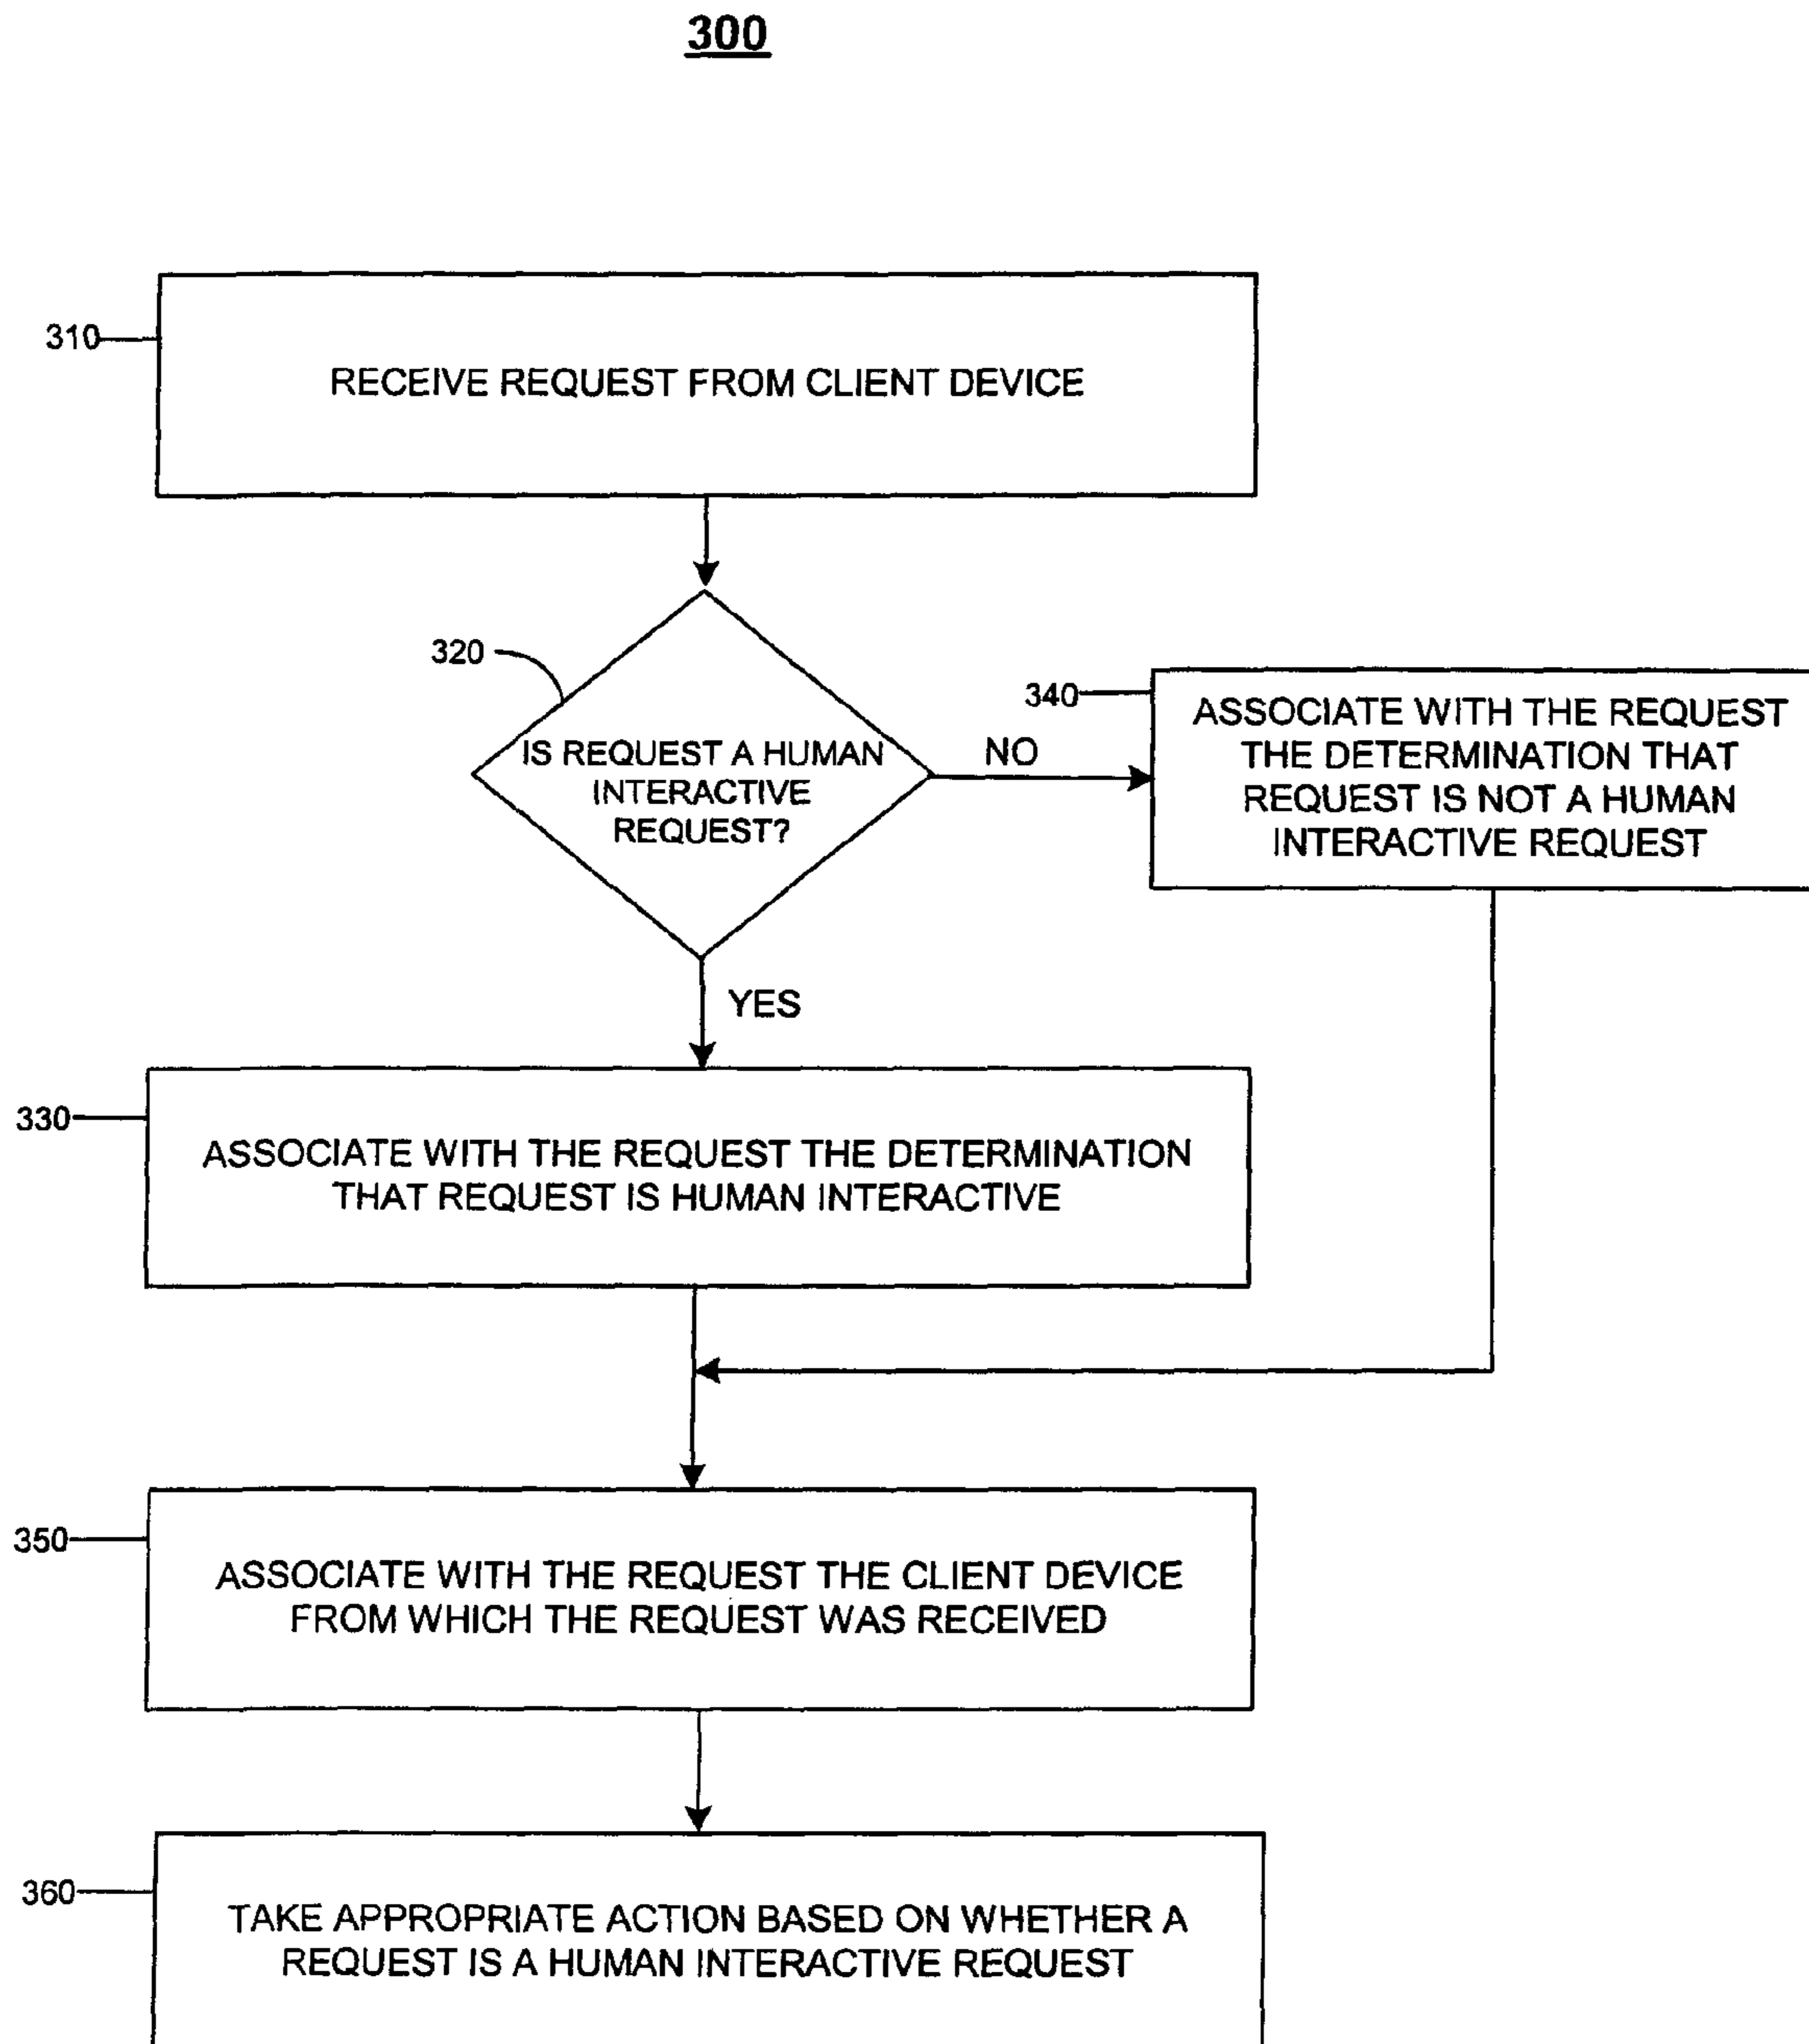 300
310
RECEIVE REQUEST FROM CLIENT DEVICE
320
IS REQUEST A HUMAN
INTERACTIVE
REQUEST?
NO
340
ASSOCIATE WITH THE REQUEST
THE DETERMINATION THAT
REQUEST IS NOT A HUMAN
INTERACTIVE REQUEST
YES
330
ASSOCIATE WITH THE REQUEST THE DETERMINATION
THAT REQUEST IS HUMAN INTERACTIVE
350
ASSOCIATE WITH THE REQUEST THE CLIENT DEVICE
FROM WHICH THE REQUEST WAS RECEIVED
360
TAKE APPROPRIATE ACTION BASED ON WHETHER A
REQUEST IS A HUMAN INTERACTIVE REQUEST